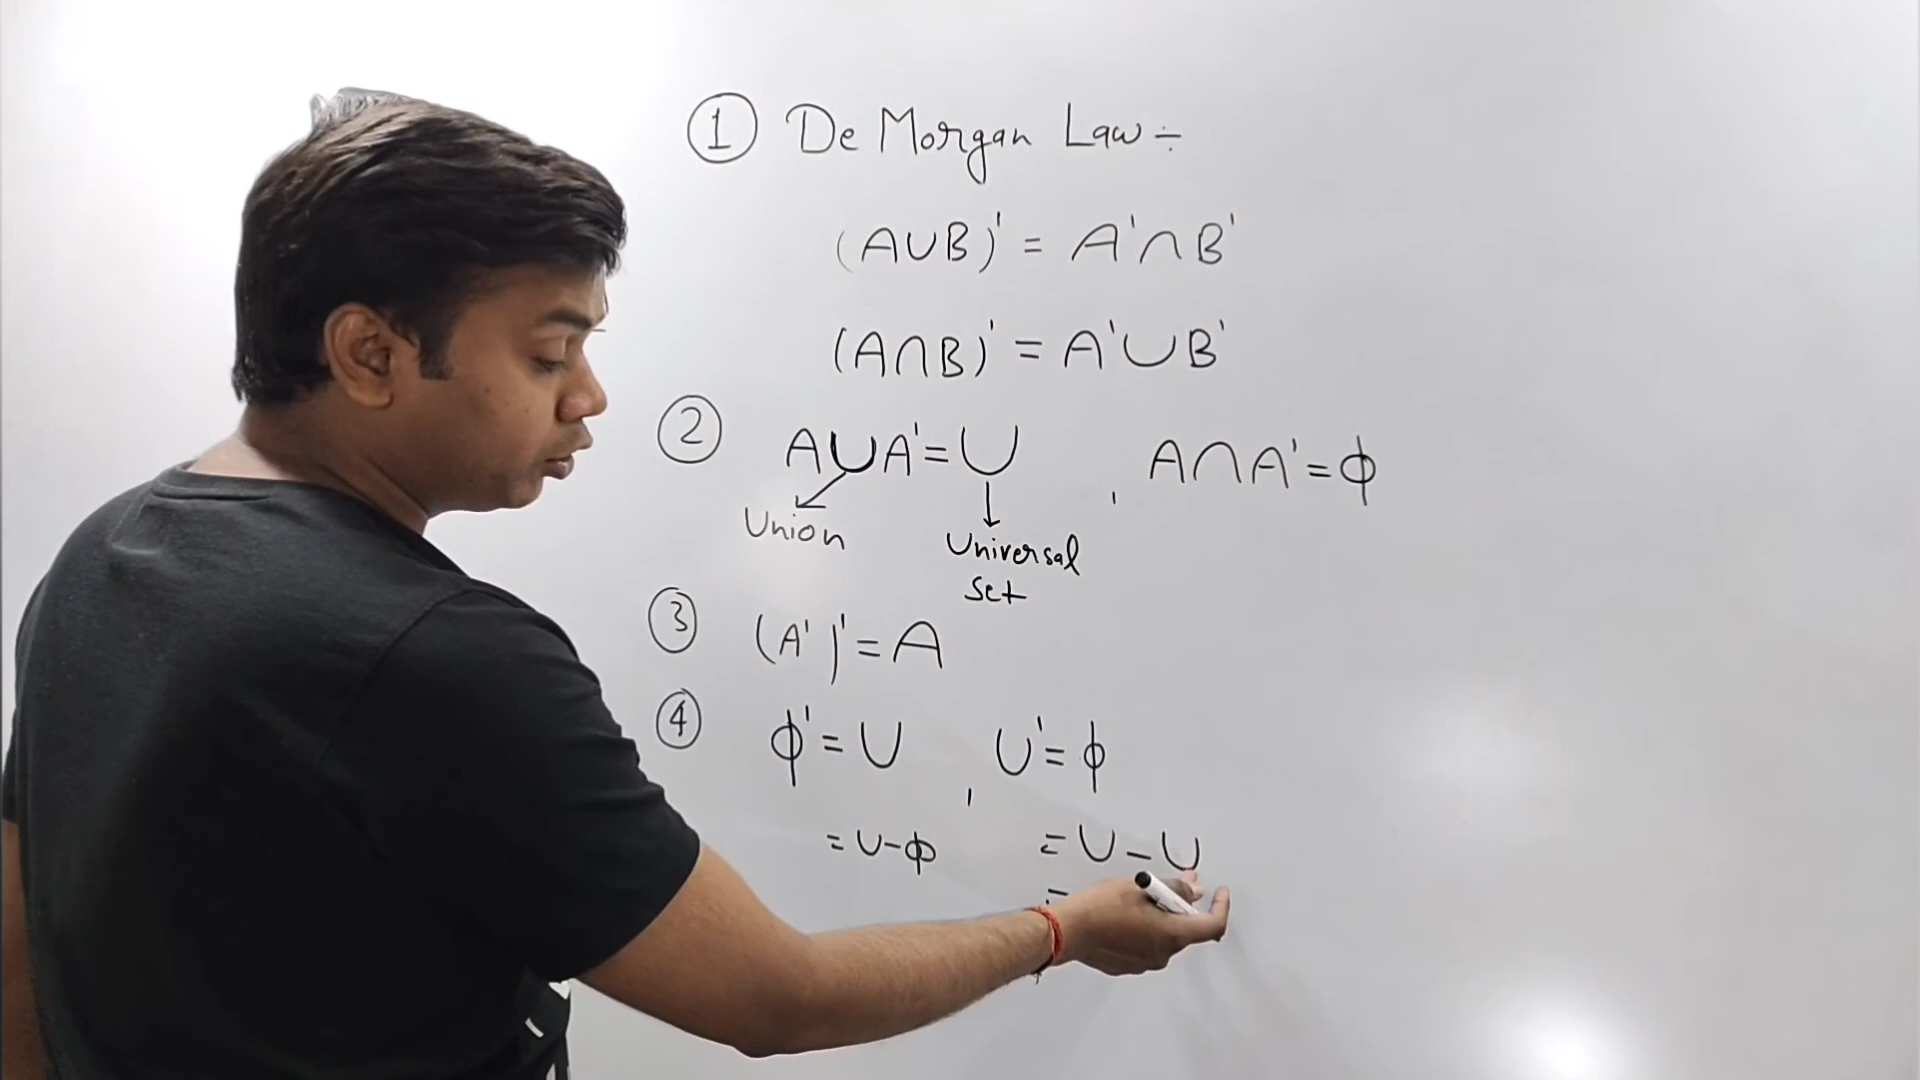 ① De Morgan Law ÷
(A∪B)' = A'∩B'
(A∩B)' = A'∪B'
② A∪A' = U , A∩A' = ϕ
Union
Universal
Set
③ (A')' = A
④ ϕ' = U , U' = ϕ
= U-ϕ = U-U
=